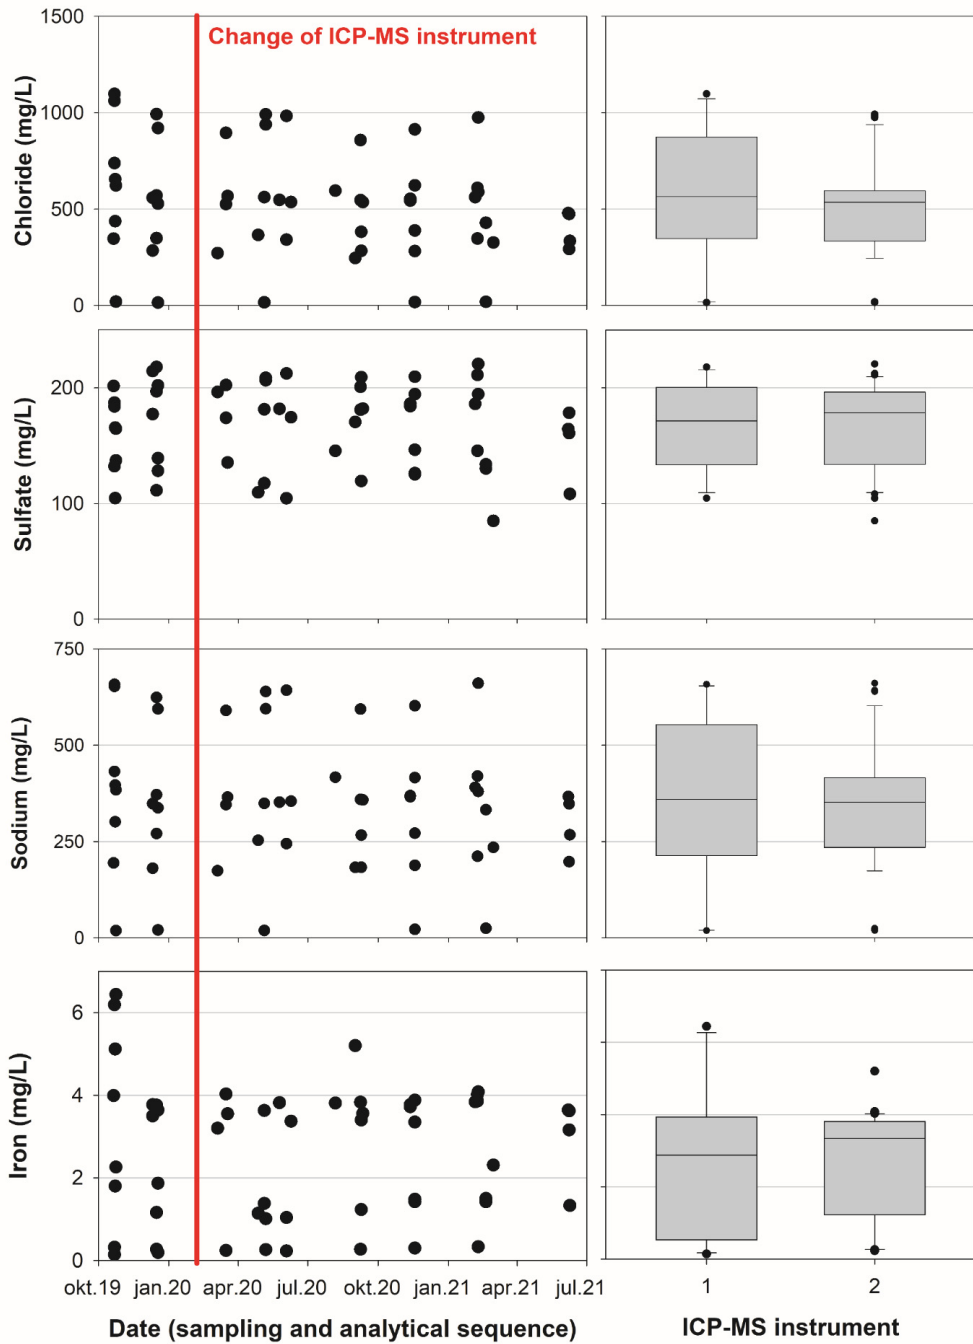 1500
Change of ICP-MS instrument
1000
500
0
Chloride (mg/L)
200
100
0
Sulfate (mg/L)
750
500
250
0
Sodium (mg/L)
6
4
2
0
Iron (mg/L)
okt.19 jan.20 apr.20 jul.20 okt.20 jan.21 apr.21 jul.21
1 2
Date (sampling and analytical sequence)
ICP-MS instrument